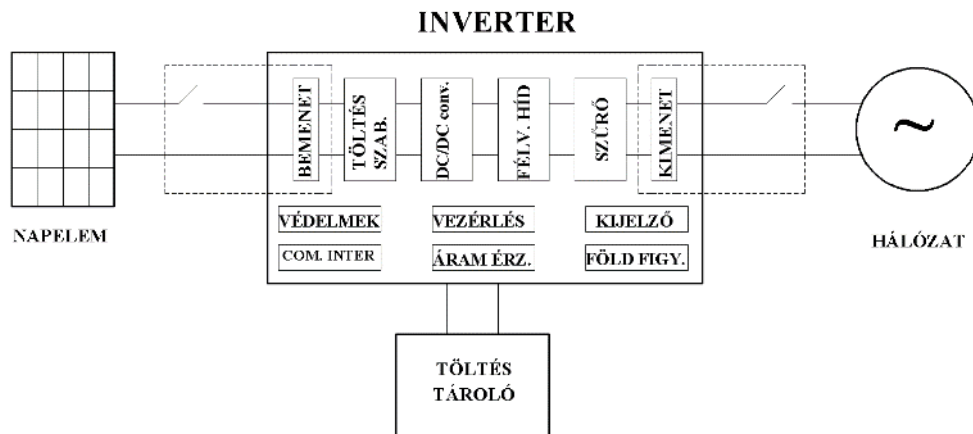 INVERTER
BEMENET
TÖLTÉS
SZAB.
DC/DC conv.
FÉLV. HÍD
SZŰRŐ
KIMENET
~
NAPELEM
VÉDELMEK
VEZÉRLÉS
KIJELZŐ
HÁLÓZAT
COM. INTER
ÁRAM ÉRZ.
FÖLD FIGY.
TÖLTÉS
TÁROLÓ